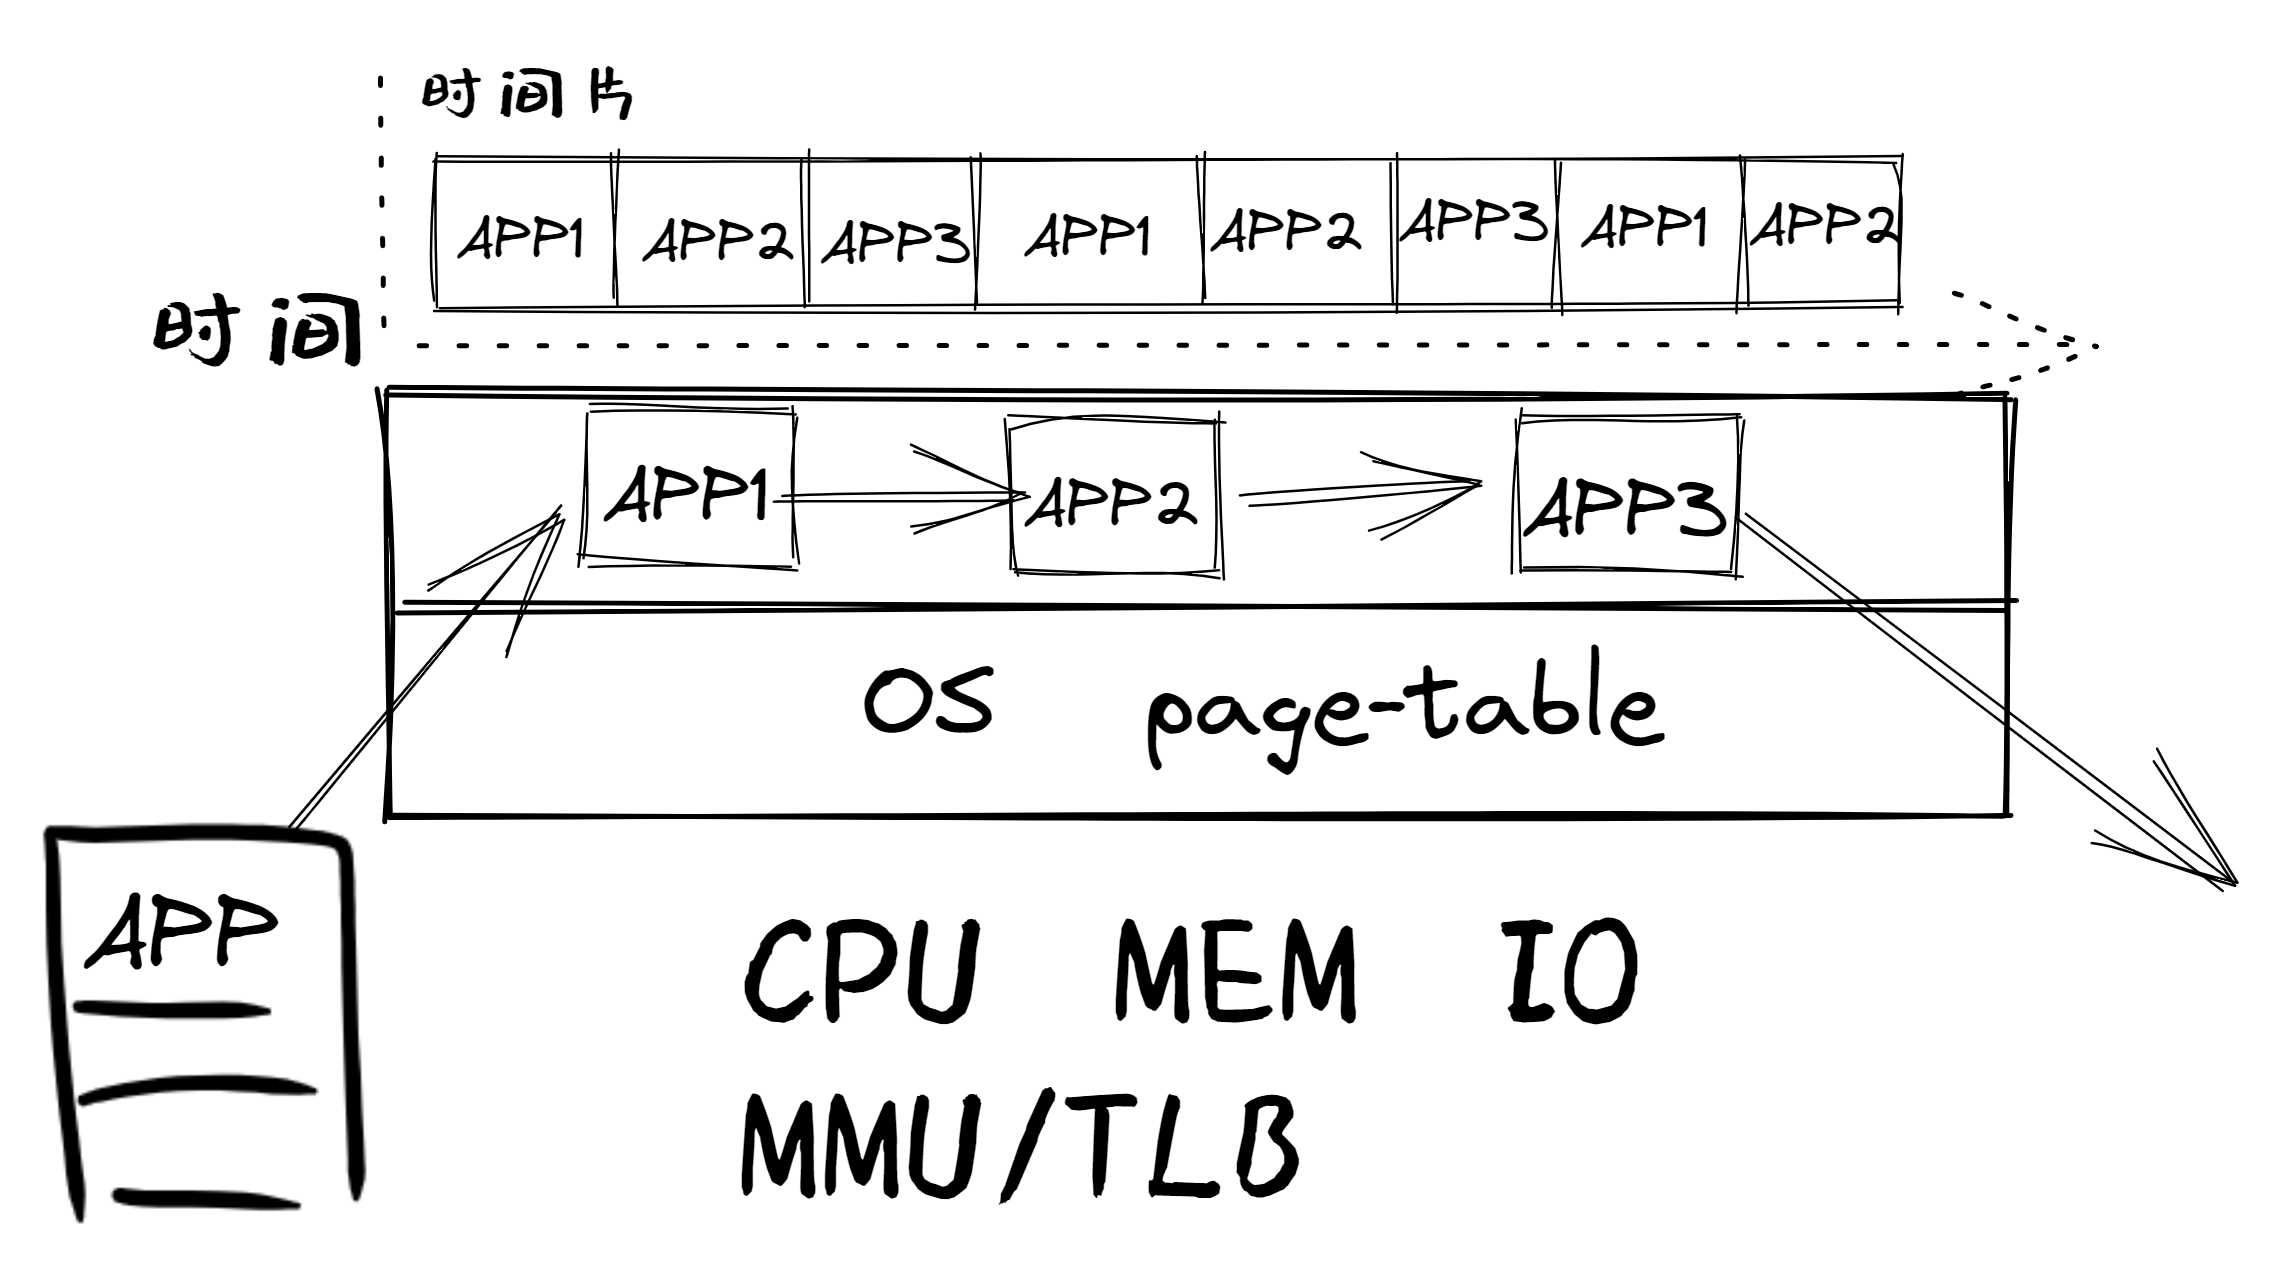 时间片
APP1 APP2 APP3 APP1 APP2 APP3 APP1 APP2
时间
APP1 APP2 APP3
OS page-table
APP
CPU MEM IO
MMU/TLB